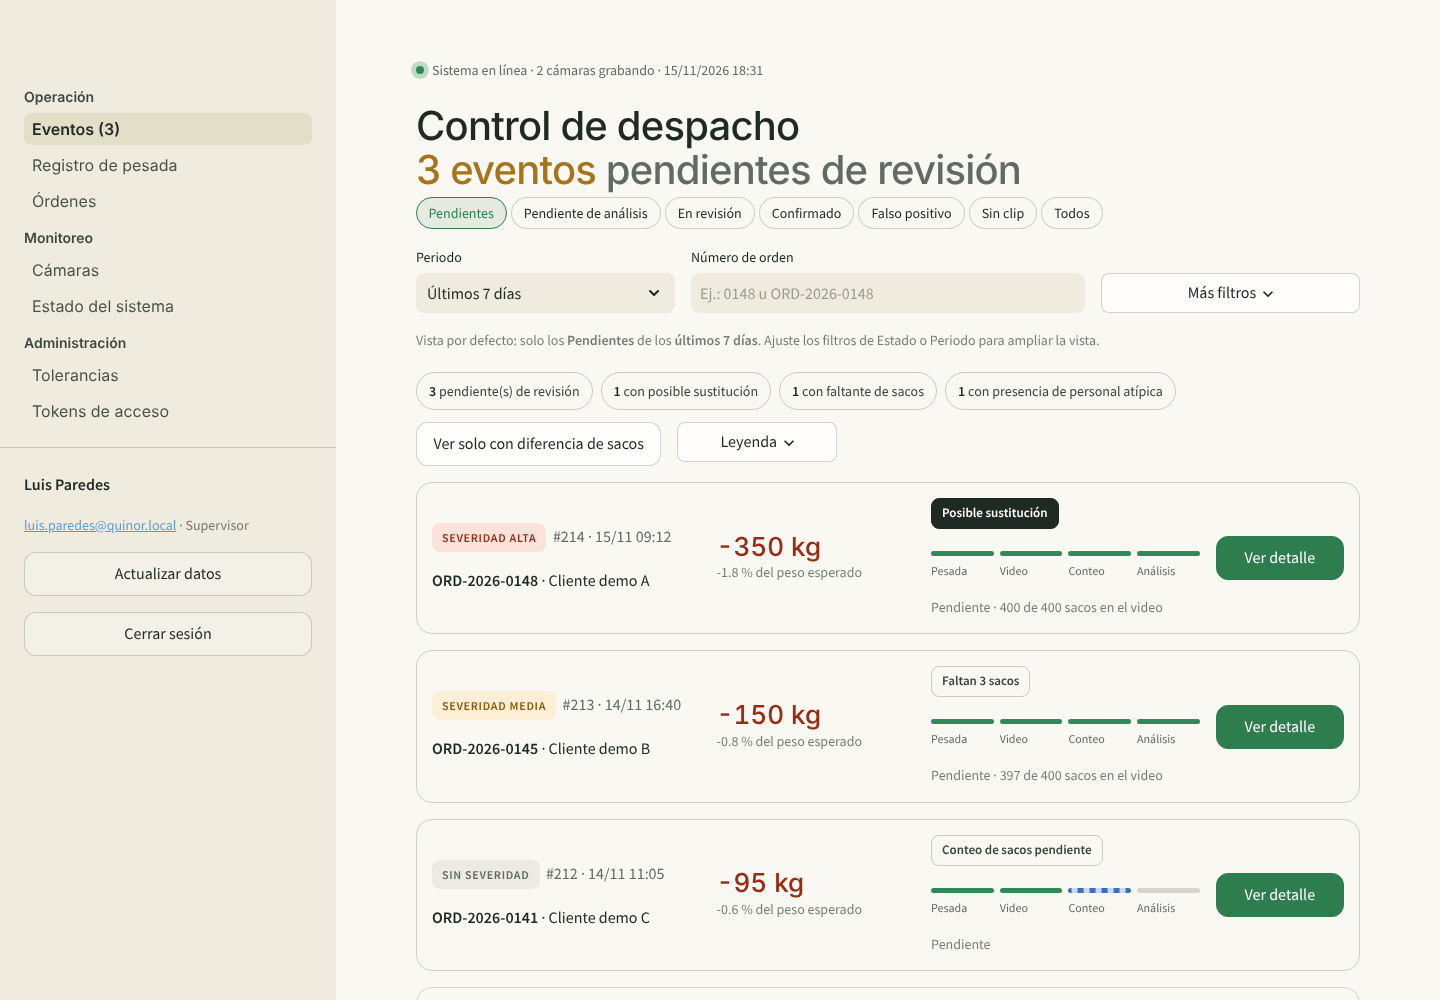 Operación
Eventos (3)
Registro de pesada
Órdenes
Monitoreo
Cámaras
Estado del sistema
Administración
Tolerancias
Tokens de acceso
Luis Paredes
luis.paredes@quinor.local · Supervisor
Actualizar datos
Cerrar sesión
Sistema en línea · 2 cámaras grabando · 15/11/2026 18:31
Control de despacho
3 eventos pendientes de revisión
Pendientes
Pendiente de análisis
En revisión
Confirmado
Falso positivo
Sin clip
Todos
Periodo
Últimos 7 días
Número de orden
Ej.: 0148 u ORD-2026-0148
Más filtros
Vista por defecto: solo los Pendientes de los últimos 7 días. Ajuste los filtros de Estado o Periodo para ampliar la vista.
3 pendiente(s) de revisión
1 con posible sustitución
1 con faltante de sacos
1 con presencia de personal atípica
Ver solo con diferencia de sacos
Leyenda
SEVERIDAD ALTA #214 · 15/11 09:12
ORD-2026-0148 · Cliente demo A
-350 kg
-1.8 % del peso esperado
Posible sustitución
Pesada Video Conteo Análisis
Pendiente · 400 de 400 sacos en el video
Ver detalle
SEVERIDAD MEDIA #213 · 14/11 16:40
ORD-2026-0145 · Cliente demo B
-150 kg
-0.8 % del peso esperado
Faltan 3 sacos
Pesada Video Conteo Análisis
Pendiente · 397 de 400 sacos en el video
Ver detalle
SIN SEVERIDAD #212 · 14/11 11:05
ORD-2026-0141 · Cliente demo C
-95 kg
-0.6 % del peso esperado
Conteo de sacos pendiente
Pesada Video Conteo Análisis
Pendiente
Ver detalle